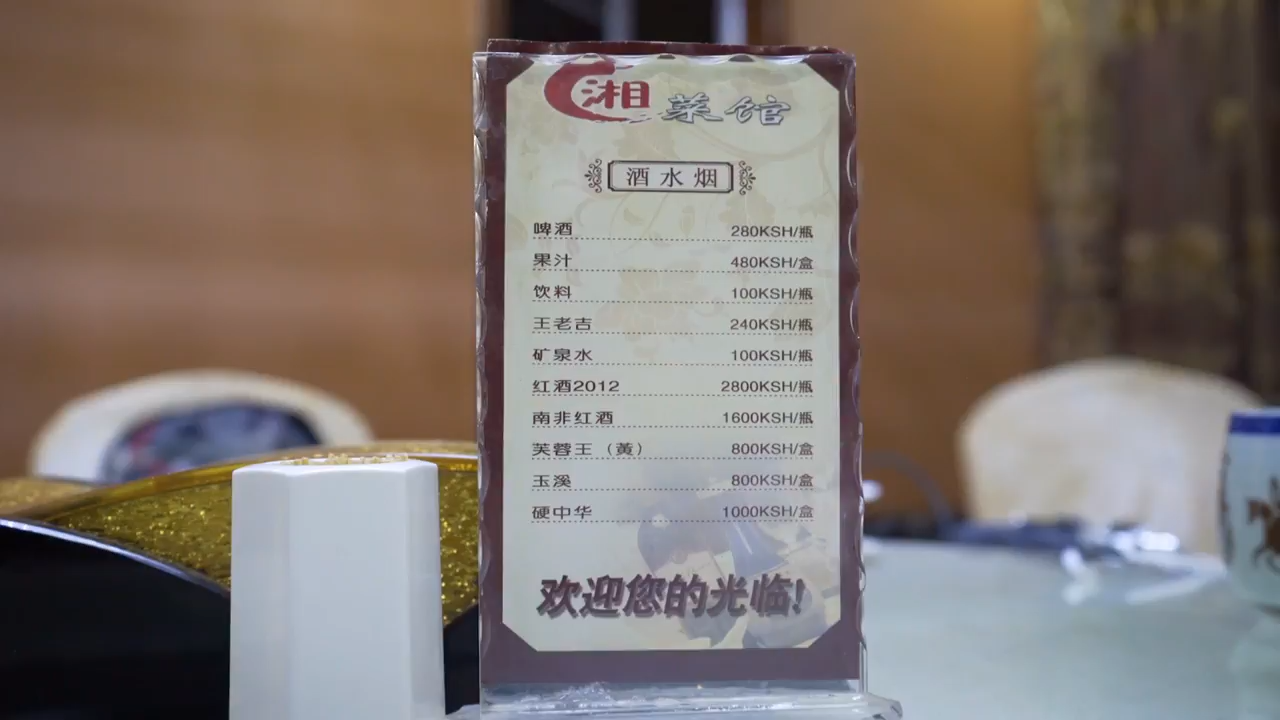 湘菜馆
酒水烟
啤酒 280KSH/瓶
果汁 480KSH/盒
饮料 100KSH/瓶
王老吉 240KSH/瓶
矿泉水 100KSH/瓶
红酒2012 2800KSH/瓶
南非红酒 1600KSH/瓶
芙蓉王（黃） 800KSH/盒
玉溪 800KSH/盒
硬中华 1000KSH/盒
欢迎您的光临!